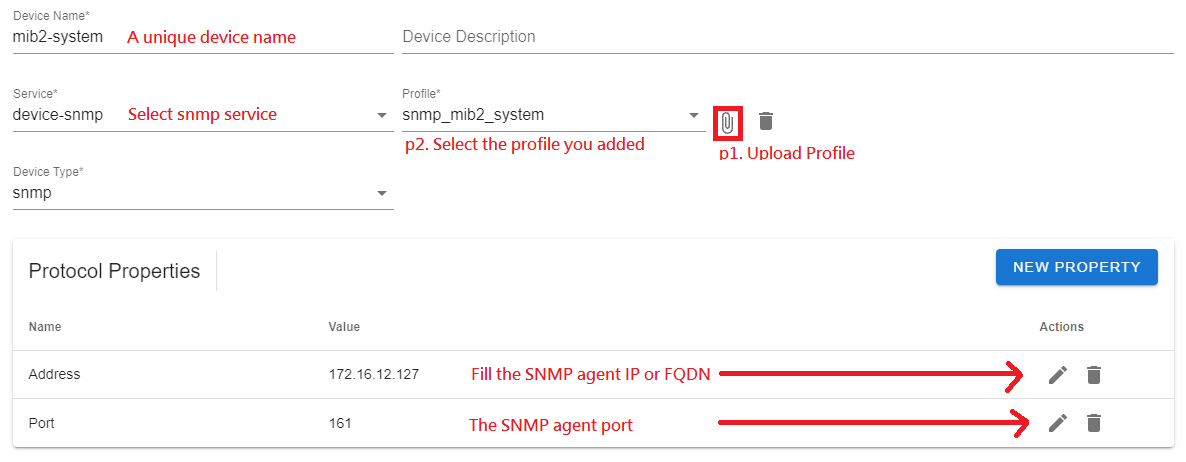 Device Name*
mib2-system A unique device name Device Description
Service* Profile*
device-snmp Select snmp service snmp_mib2_system
p2. Select the profile you added p1. Upload Profile
Device Type*
snmp
Protocol Properties NEW PROPERTY
Name Value Actions
Address 172.16.12.127 Fill the SNMP agent IP or FQDN
Port 161 The SNMP agent port